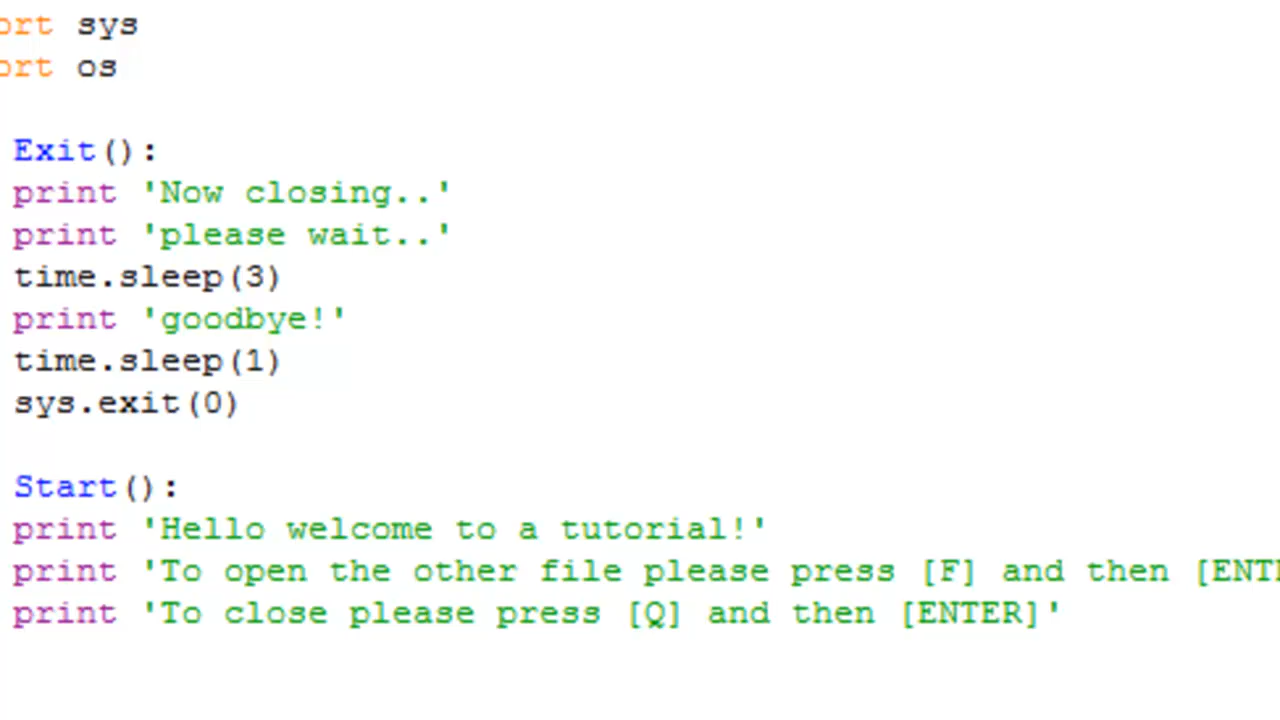 ort sys
ort os
Exit():
print 'Now closing..'
print 'please wait..'
time.sleep(3)
print 'goodbye!'
time.sleep(1)
sys.exit(0)
Start():
print 'Hello welcome to a tutorial!'
print 'To open the other file please press [F] and then [ENT
print 'To close please press [Q] and then [ENTER]'